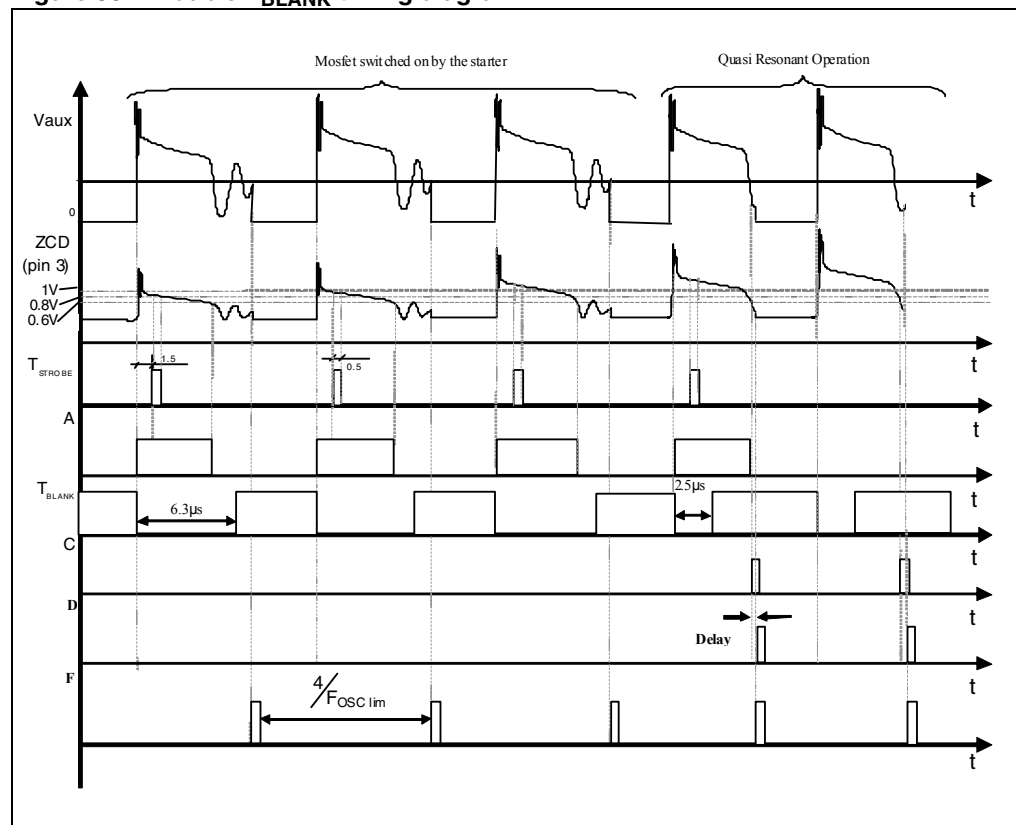 Mosfet switched on by the starter
Quasi Resonant Operation
Vaux
t
0
ZCD
(pin 3)
1V
0.8V
0.6V
t
TSTROBE
1.5
0.5
t
A
t
TBLANK
6.3µs
2.5µs
t
C
t
D
Delay
t
F
4/FOSC lim
t